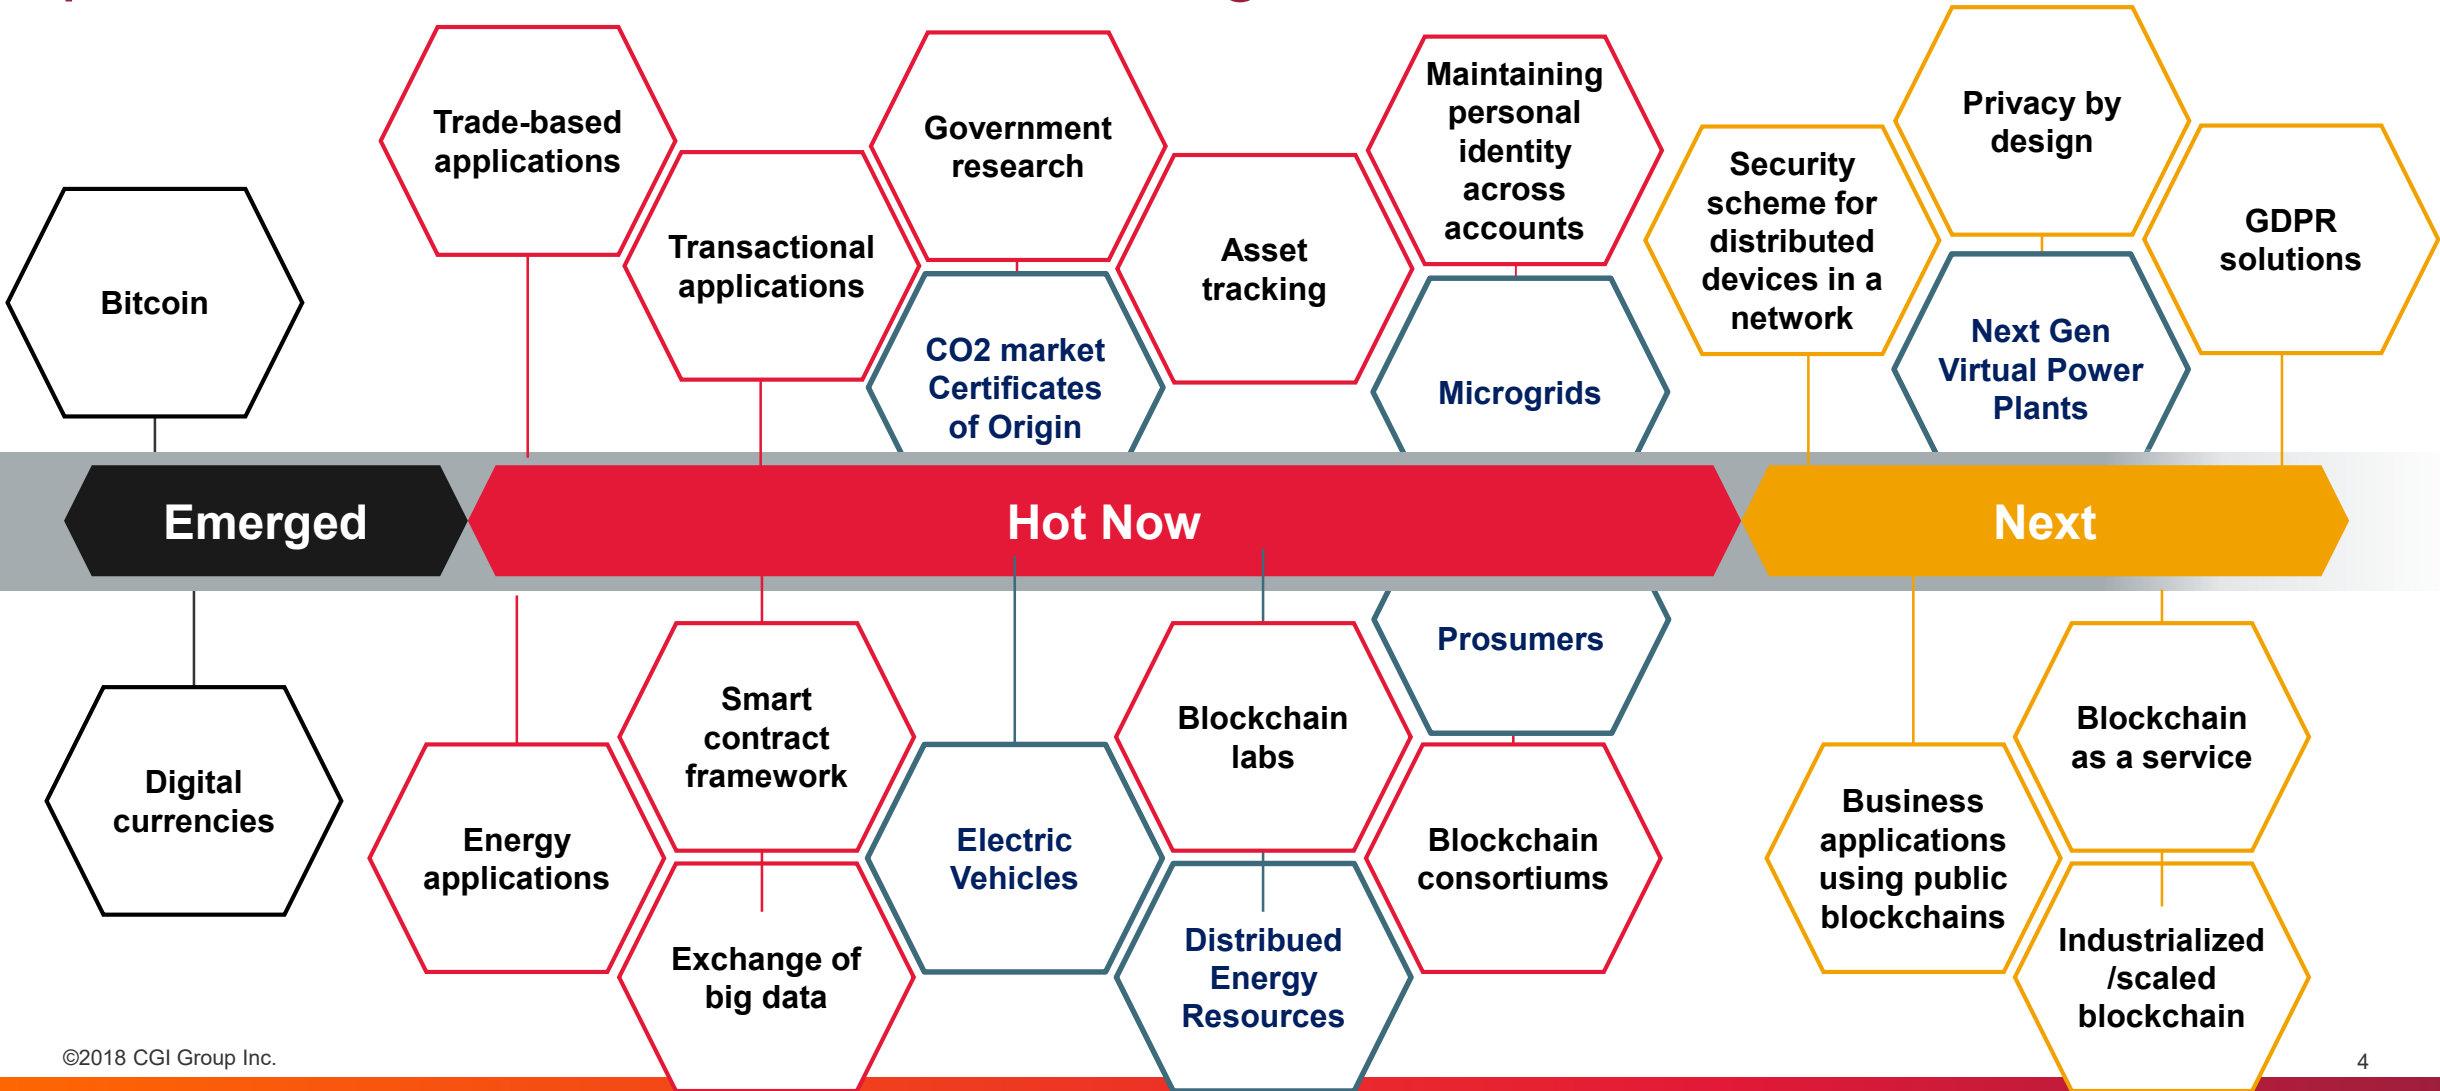 Trade-based
applications
Government
research
Maintaining
personal
identity
across
accounts
Privacy by
design
Security
scheme for
distributed
devices in a
network
GDPR
solutions
Bitcoin
Transactional
applications
Asset
tracking
CO2 market
Certificates
of Origin
Microgrids
Next Gen
Virtual Power
Plants
Emerged
Hot Now
Next
Prosumers
Digital
currencies
Smart
contract
framework
Blockchain
labs
Blockchain
as a service
Energy
applications
Electric
Vehicles
Blockchain
consortiums
Business
applications
using public
blockchains
Exchange of
big data
Distribued
Energy
Resources
Industrialized
/scaled
blockchain
©2018 CGI Group Inc.
4